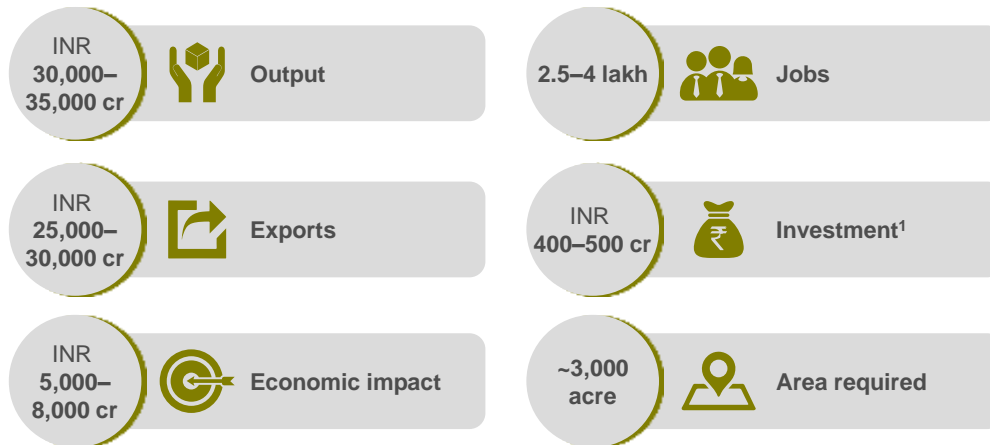 INR
30,000–
35,000 cr
Output
2.5–4 lakh
Jobs
INR
25,000–
30,000 cr
Exports
INR
400–500 cr
₹
Investment¹
INR
5,000–
8,000 cr
Economic impact
~3,000
acre
Area required